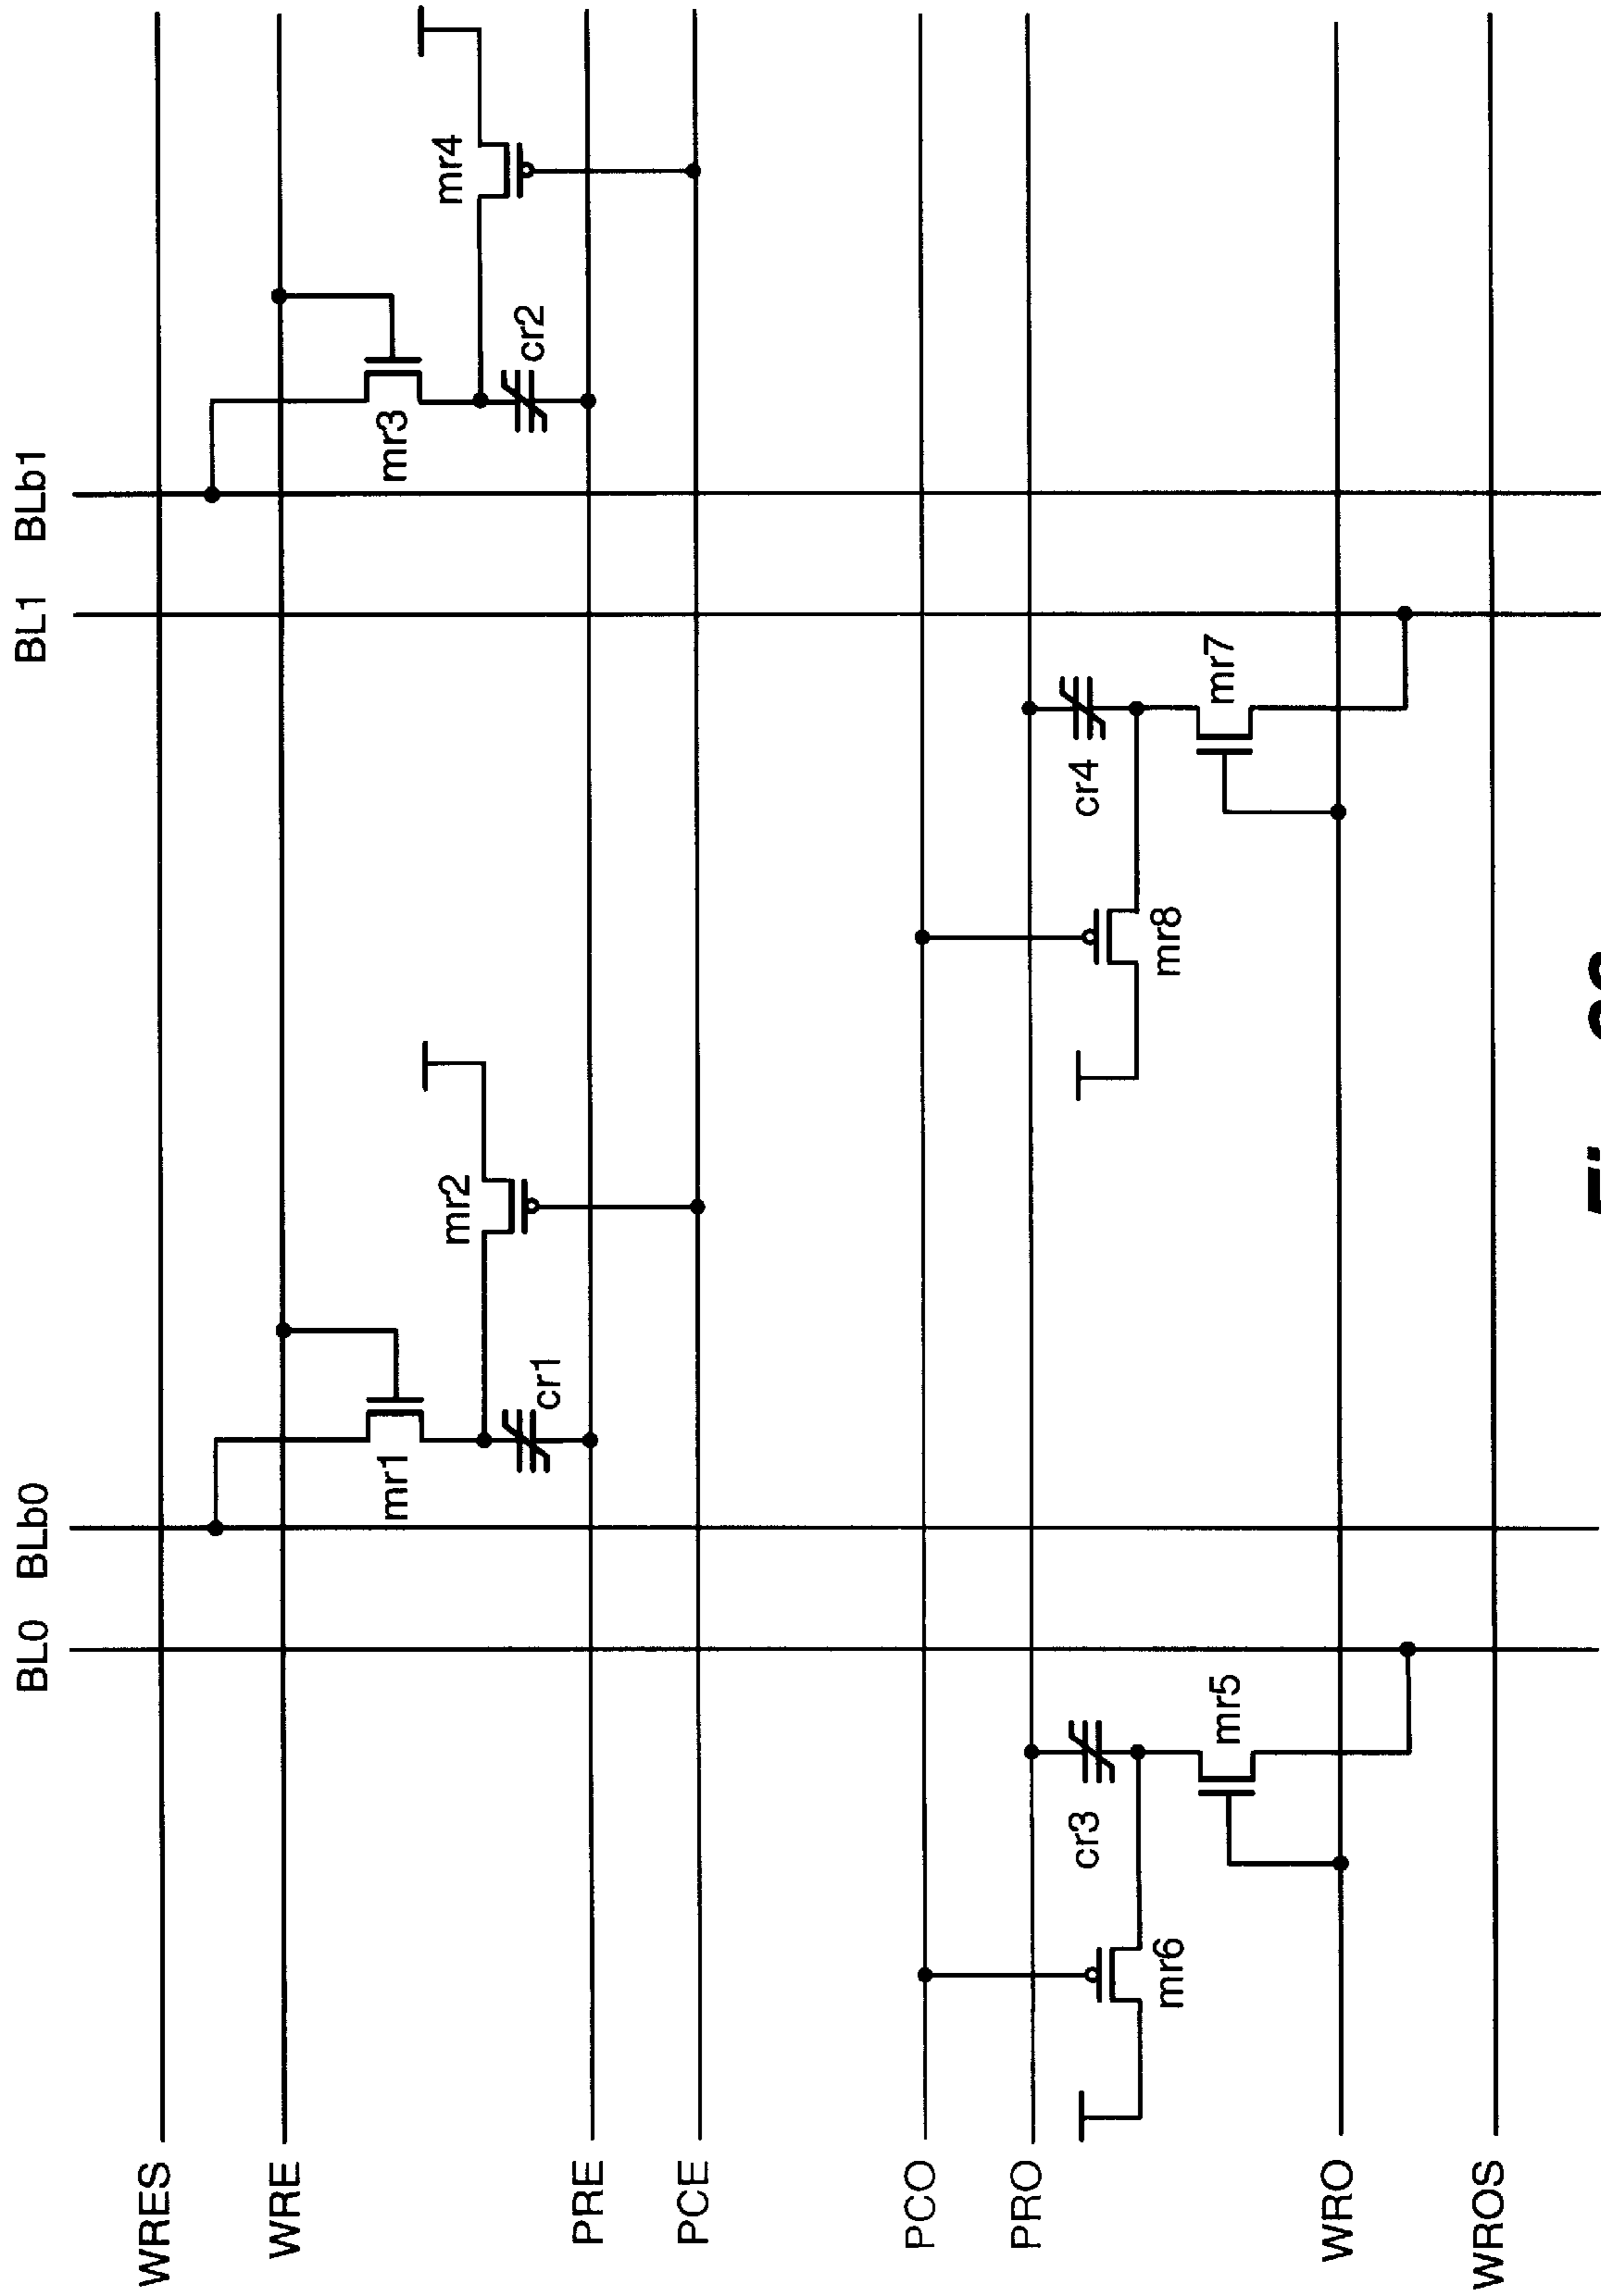 BL0 BLb0 BL1 BLb1
WRES
WRE
mr1
mr3
mr2
mr4
cr1
cr2
PRE
PCE
PCO
PRO
cr3
cr4
mr6
mr8
mr5
mr7
WRO
WROS